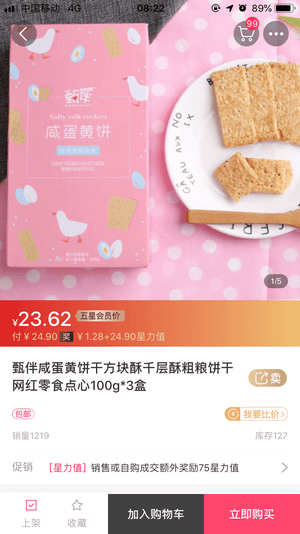 中国移动 4G 08:22 89%
99
甄伴
Salty yolk cookies
咸蛋黄饼
1/5
¥23.62 五星会员价
付¥24.90 奖 ¥1.28+24.90星力值
甄伴咸蛋黄饼干方块酥千层酥粗粮饼干
网红零食点心100g*3盒
卖
包邮
我要比价>
销量1219 库存127
促销 [星力值] 销售或自购成交额外奖励75星力值
上架 收藏 加入购物车 立即购买